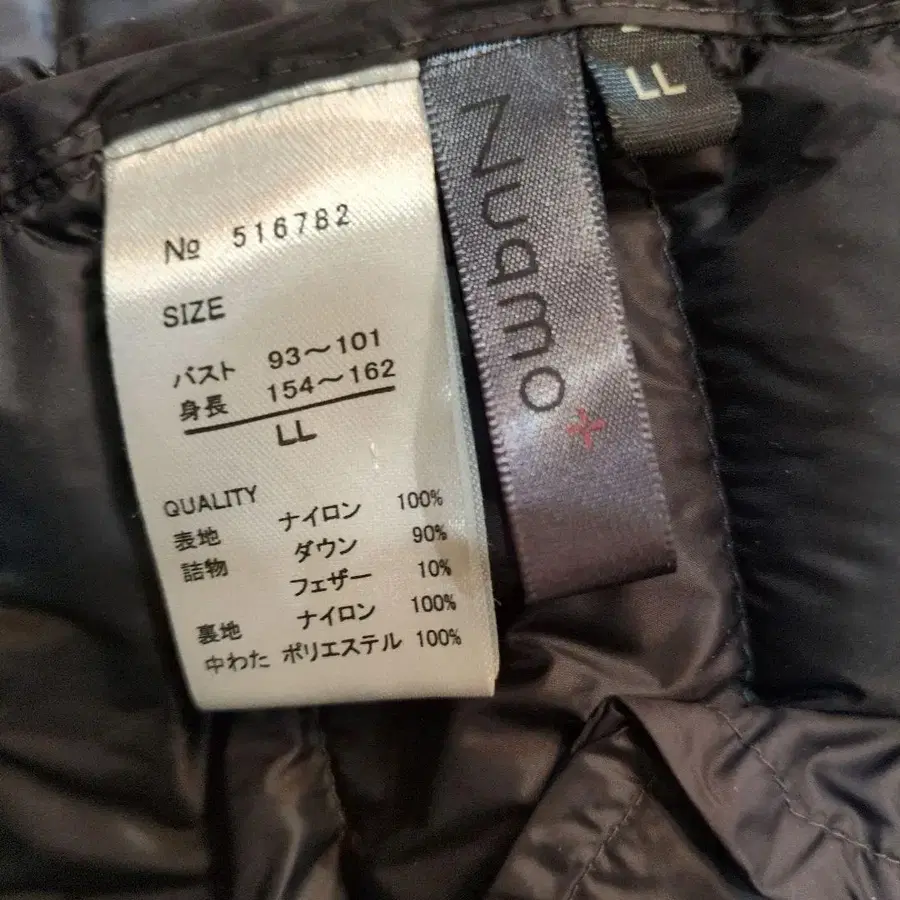 № 516782
SIZE
バスト 93～101
身長 154～162
LL
QUALITY
表地 ナイロン 100%
詰物 ダウン 90%
フェザー 10%
裏地 ナイロン 100%
中わた ポリエステル 100%
Nuamo+
LL